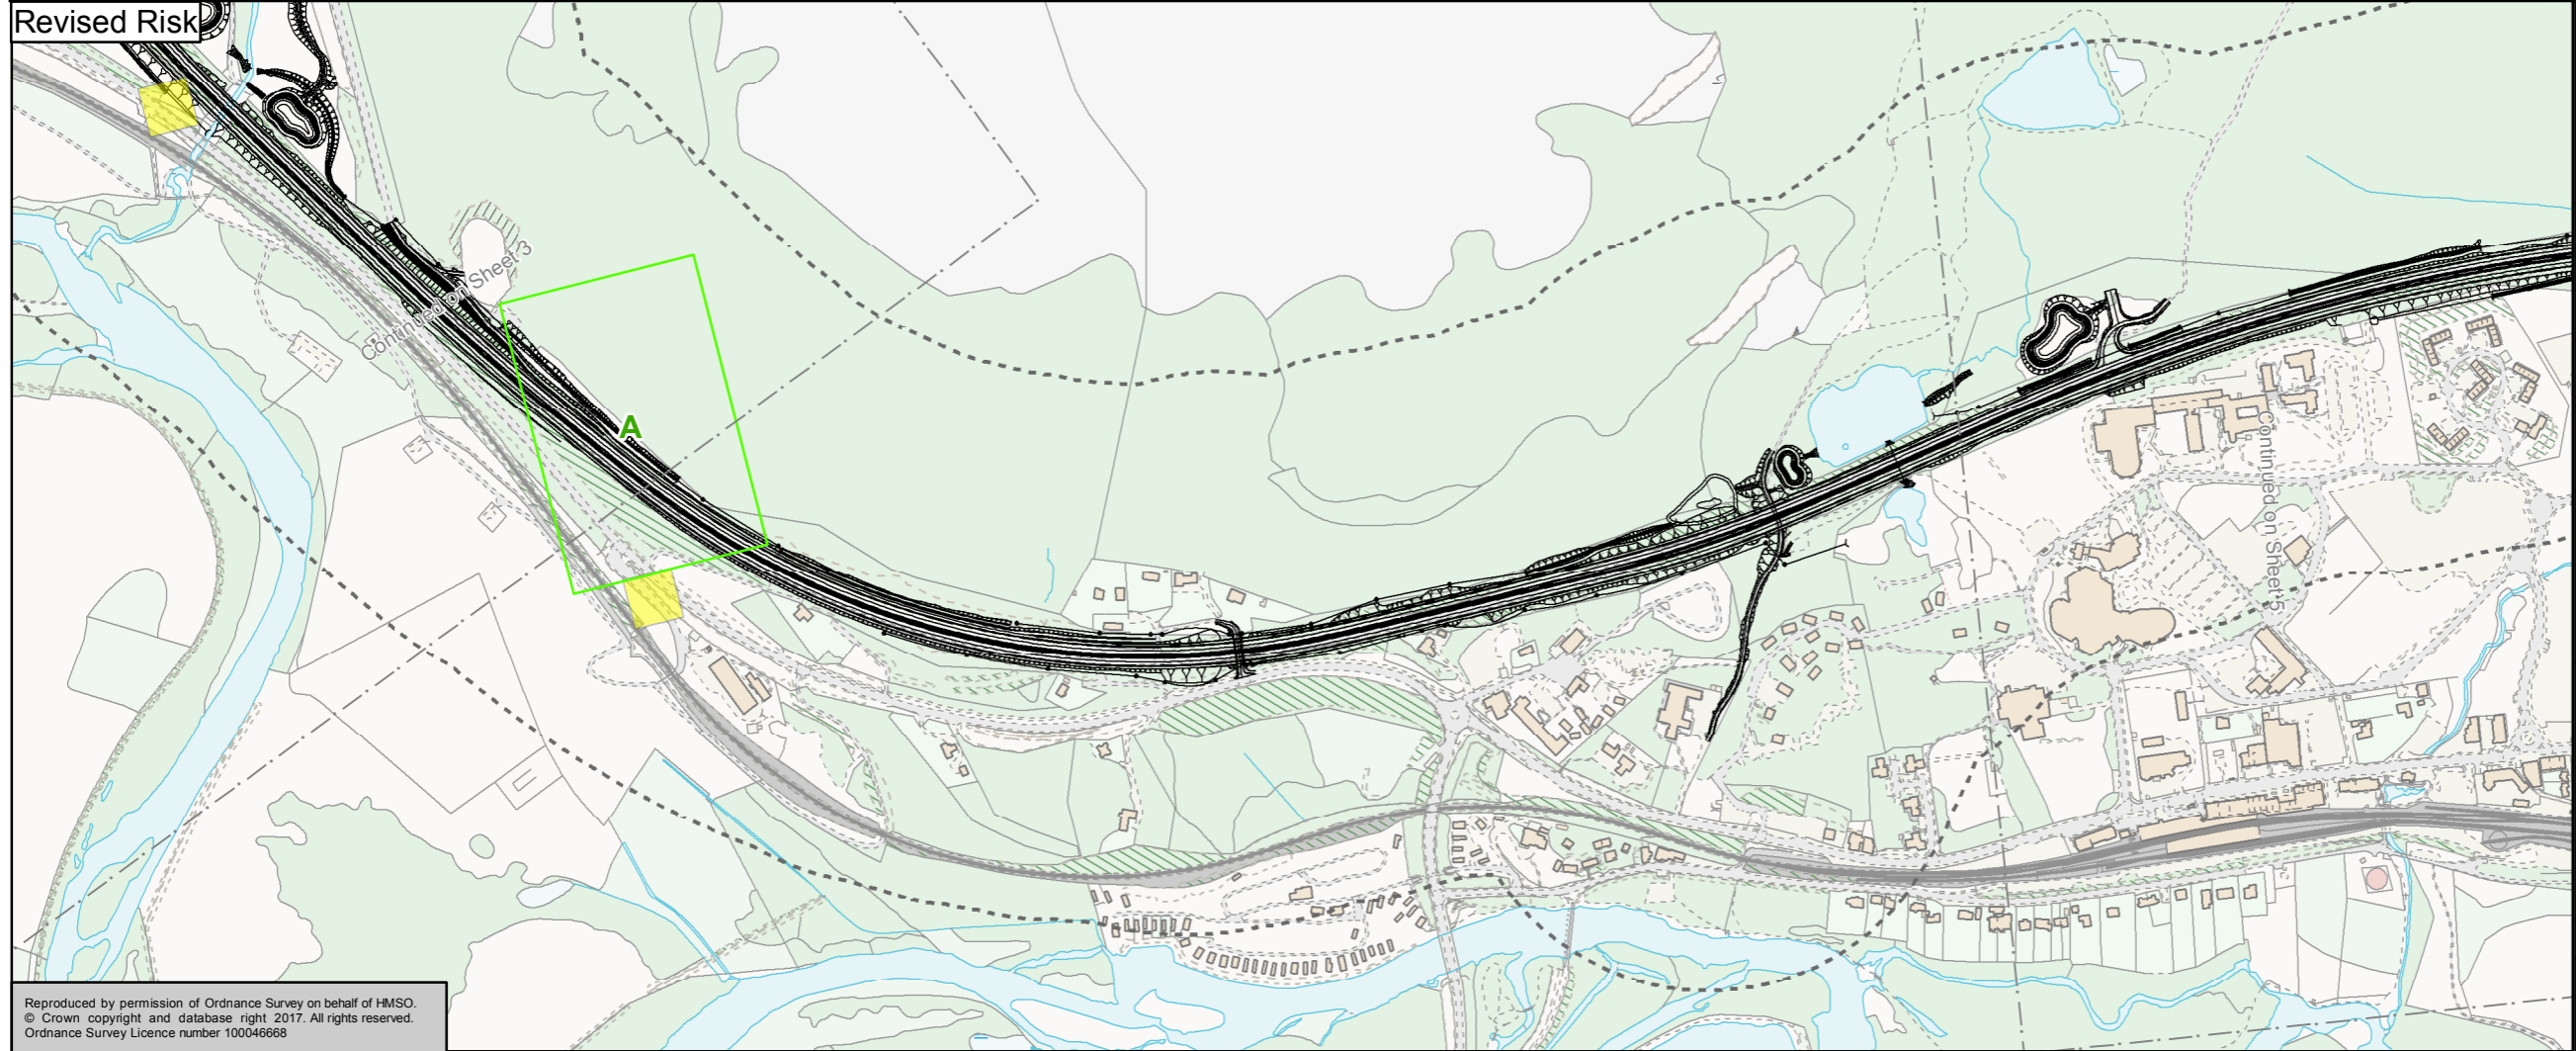 Revised Risk
Continued on Sheet 3
A
Continued on Sheet 5
Reproduced by permission of Ordnance Survey on behalf of HMSO.
© Crown copyright and database right 2017. All rights reserved.
Ordnance Survey Licence number 100046668